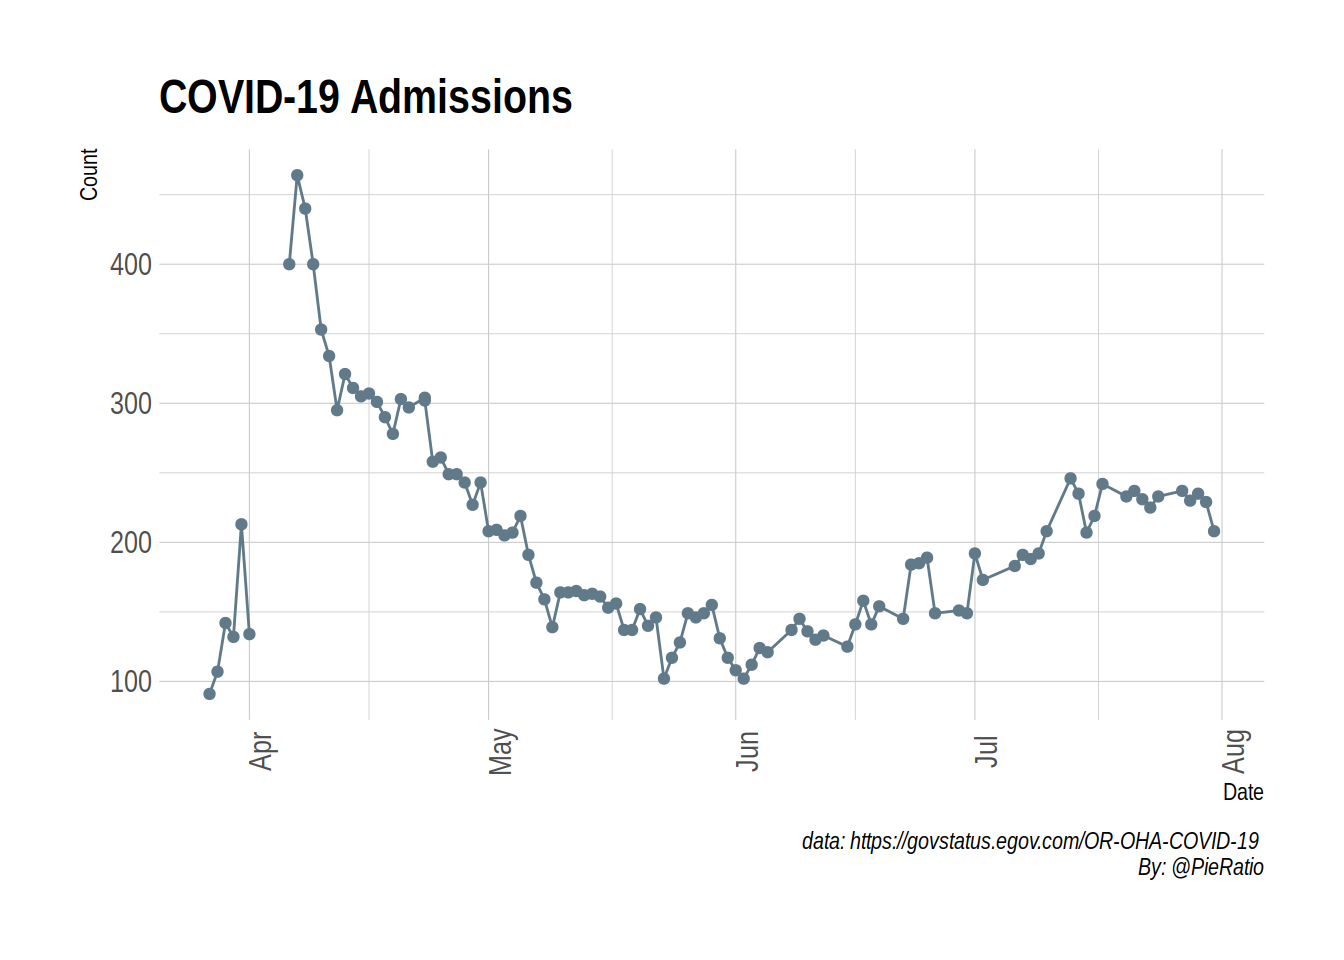 COVID-19 Admissions
Count
400
300
200
100
Apr
May
Jun
Jul
Aug
Date
data: https://govstatus.egov.com/OR-OHA-COVID-19
By: @PieRatio